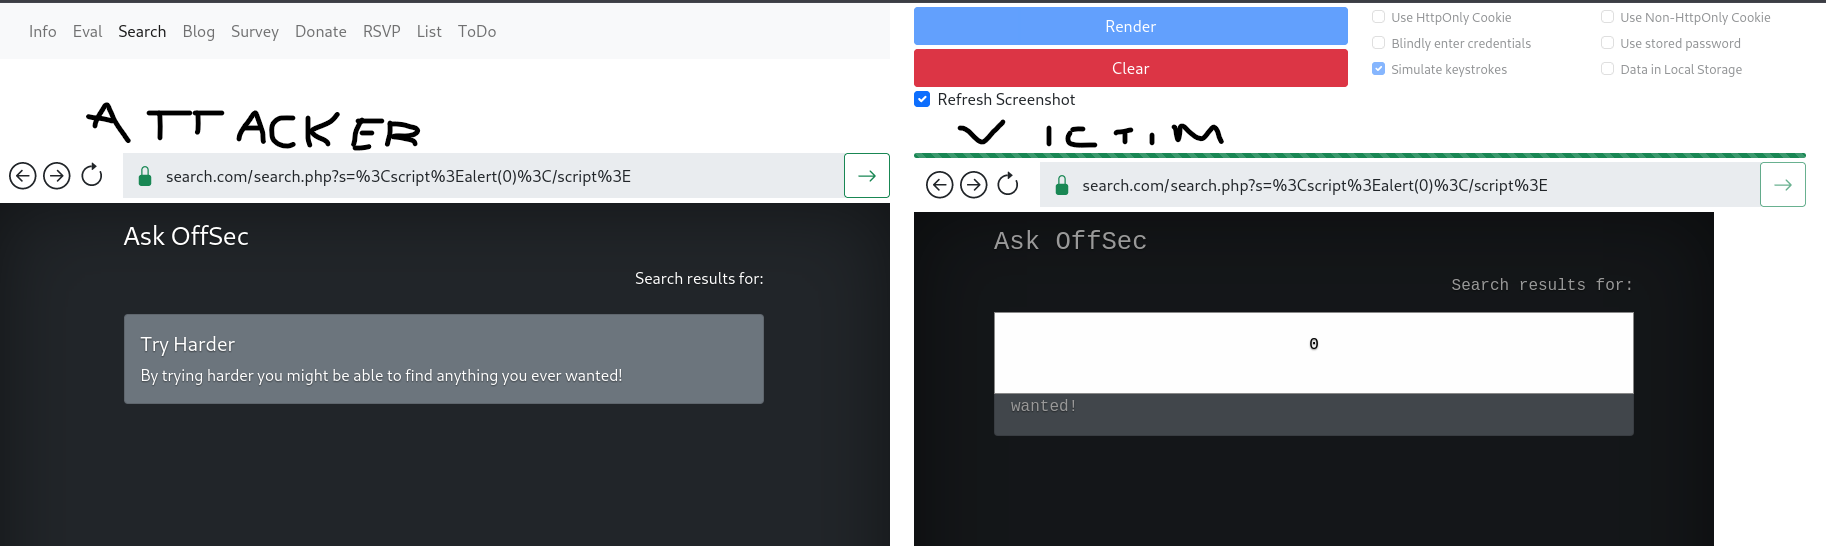 Info Eval Search Blog Survey Donate RSVP List ToDo
ATTACKER
search.com/search.php?s=%3Cscript%3Ealert(0)%3C/script%3E
Ask OffSec
Search results for:
Try Harder
By trying harder you might be able to find anything you ever wanted!
Render
Clear
Refresh Screenshot
Use HttpOnly Cookie
Use Non-HttpOnly Cookie
Blindly enter credentials
Use stored password
Simulate keystrokes
Data in Local Storage
VICTIM
search.com/search.php?s=%3Cscript%3Ealert(0)%3C/script%3E
Ask OffSec
Search results for:
0
wanted!